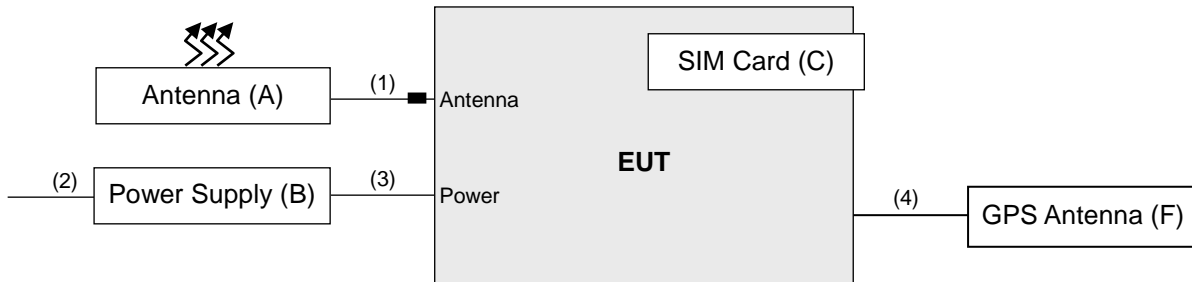 SIM Card (C)
(1)
Antenna (A)
Antenna
EUT
(2)
Power Supply (B)
(3)
Power
(4)
GPS Antenna (F)